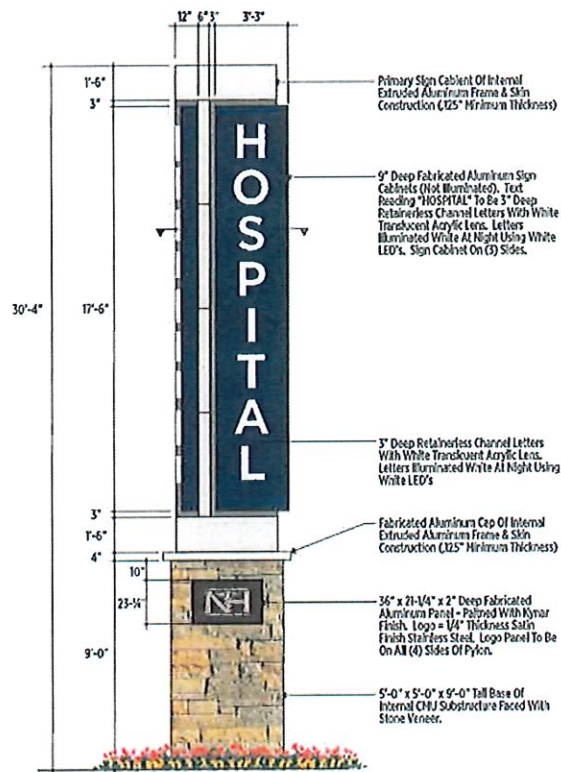 12" 6" 3" 3'-3"
1'-6"
3"
30'-4"
17'-6"
3"
1'-6"
4"
10"
23-¼"
9'-0"
HOSPITAL
NH
Primary Sign Cabient Of Internal
Extruded Aluminum Frame & Skin
Construction (.125" Minimum Thickness)
9" Deep Fabricated Aluminum Sign
Cabinets (Not Illuminated). Text
Reading "HOSPITAL" To Be 3" Deep
Retainerless Channel Letters With White
Translucent Acrylic Lens. Letters
Illuminated White At Night Using White
LED's. Sign Cabinet On (3) Sides.
3" Deep Retainerless Channel Letters
With White Translucent Acrylic Lens.
Letters Illuminated White At Night Using
White LED's
Fabricated Aluminum Cap Of Internal
Extruded Aluminum Frame & Skin
Construction (.125" Minimum Thickness)
36" x 21-1/4" x 2" Deep Fabricated
Aluminum Panel - Paitned With Kynar
Finish. Logo = 1/4" Thickness Satin
Finish Stainless Steel. Logo Panel To Be
On All (4) Sides Of Pylon.
5'-0" x 5'-0" x 9'-0" Tall Base Of
Internal CMU Substructure Faced With
Stone Veneer.